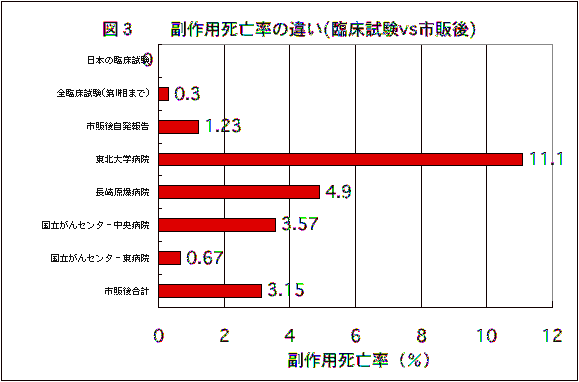 図3　副作用死亡率の違い(臨床試験vs市販後)
日本の臨床試験 0
全臨床試験(第Ⅱ相まで) 0.3
市販後自発報告 1.23
東北大学病院 11.1
長崎原爆病院 4.9
国立がんセンター中央病院 3.57
国立がんセンター東病院 0.67
市販後合計 3.15
0 2 4 6 8 10 12
副作用死亡率（%）